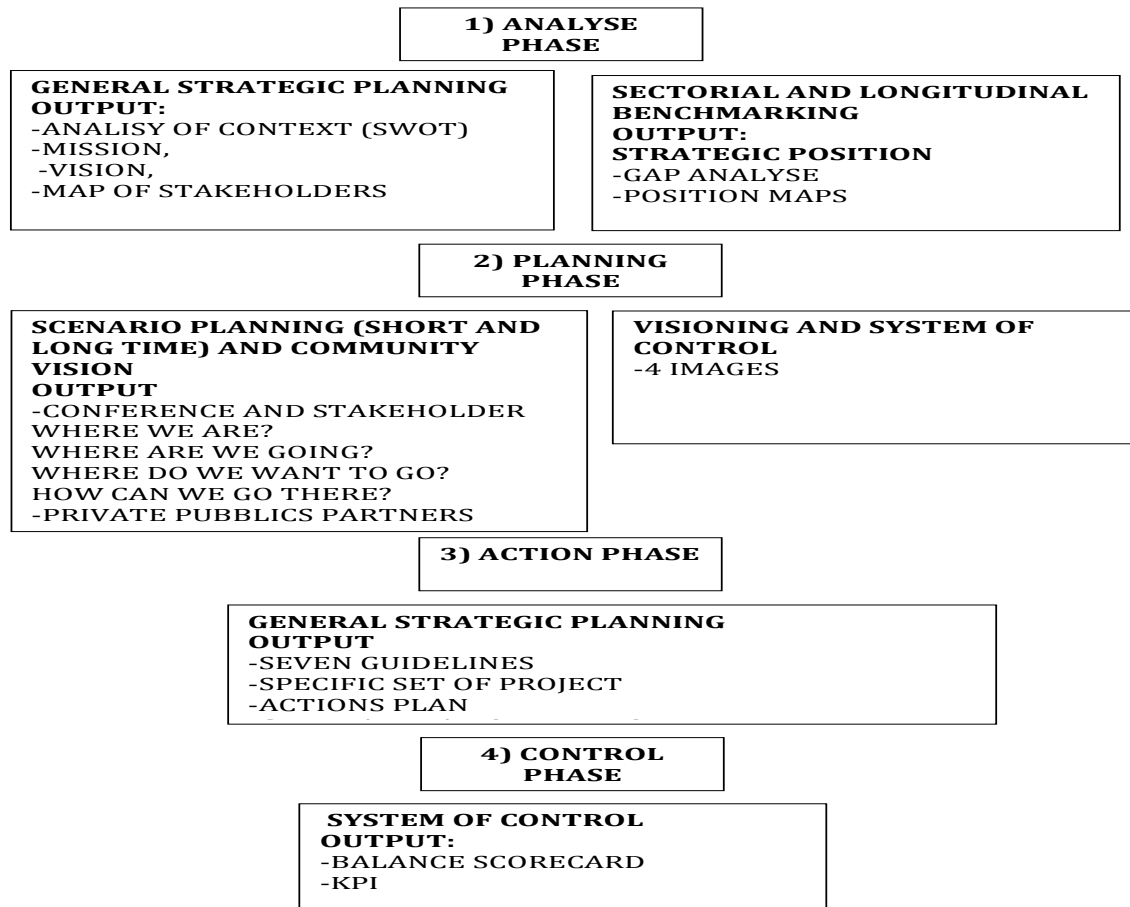 1) ANALYSE
PHASE
GENERAL STRATEGIC PLANNING
OUTPUT:
-ANALISY OF CONTEXT (SWOT)
-MISSION,
-VISION,
-MAP OF STAKEHOLDERS
SECTORIAL AND LONGITUDINAL
BENCHMARKING
OUTPUT:
STRATEGIC POSITION
-GAP ANALYSE
-POSITION MAPS
2) PLANNING
PHASE
SCENARIO PLANNING (SHORT AND
LONG TIME) AND COMMUNITY
VISION
OUTPUT
-CONFERENCE AND STAKEHOLDER
WHERE WE ARE?
WHERE ARE WE GOING?
WHERE DO WE WANT TO GO?
HOW CAN WE GO THERE?
-PRIVATE PUBBLICS PARTNERS
VISIONING AND SYSTEM OF
CONTROL
-4 IMAGES
3) ACTION PHASE
GENERAL STRATEGIC PLANNING
OUTPUT
-SEVEN GUIDELINES
-SPECIFIC SET OF PROJECT
-ACTIONS PLAN
4) CONTROL
PHASE
SYSTEM OF CONTROL
OUTPUT:
-BALANCE SCORECARD
-KPI